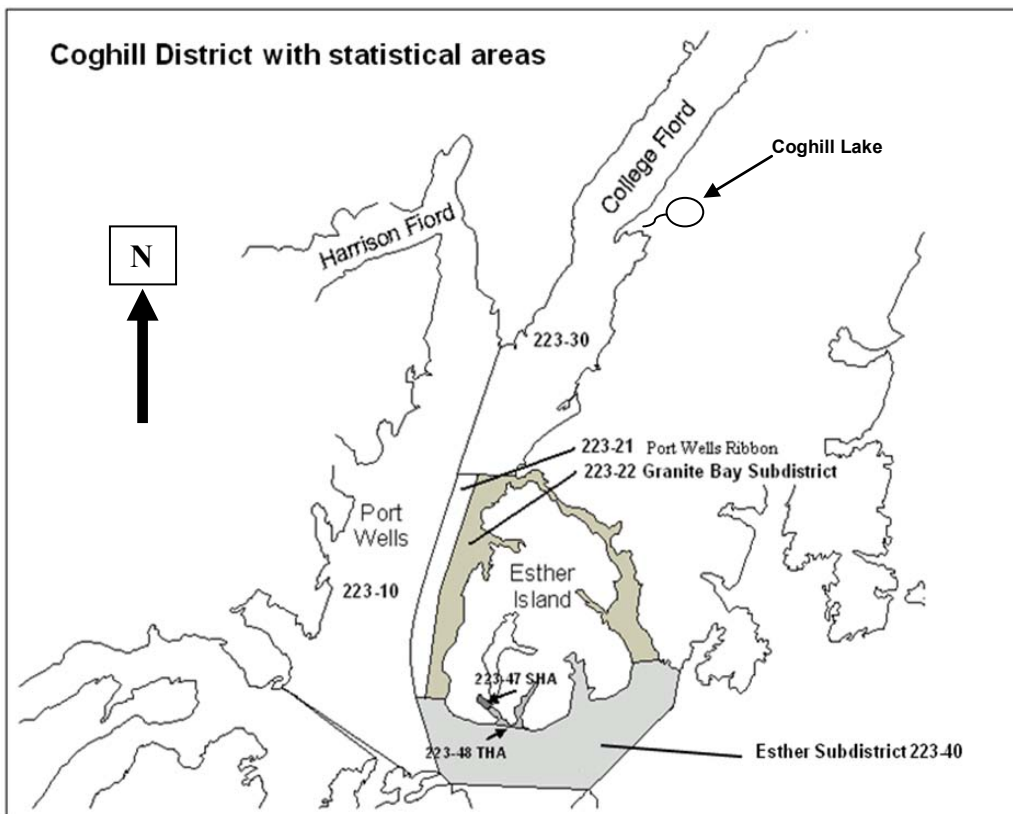 Coghill District with statistical areas
College Fiord
Coghill Lake
Harrison Fiord
N
223-30
223-21 Port Wells Ribbon
223-22 Granite Bay Subdistrict
Port
Wells
223-10
Esther
Island
223-47 SHA
223-48 THA
Esther Subdistrict 223-40